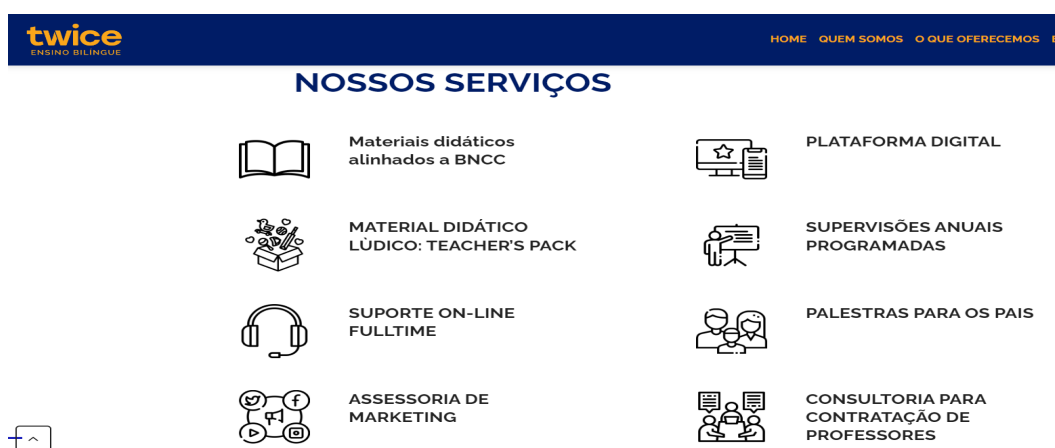 twice
ENSINO BILÍNGUE
HOME QUEM SOMOS O QUE OFERECEMOS
NOSSOS SERVIÇOS
Materiais didáticos
alinhados a BNCC
PLATAFORMA DIGITAL
MATERIAL DIDÁTICO
LÙDICO: TEACHER'S PACK
SUPERVISÕES ANUAIS
PROGRAMADAS
SUPORTE ON-LINE
FULLTIME
PALESTRAS PARA OS PAIS
ASSESSORIA DE
MARKETING
CONSULTORIA PARA
CONTRATAÇÃO DE
PROFESSORES